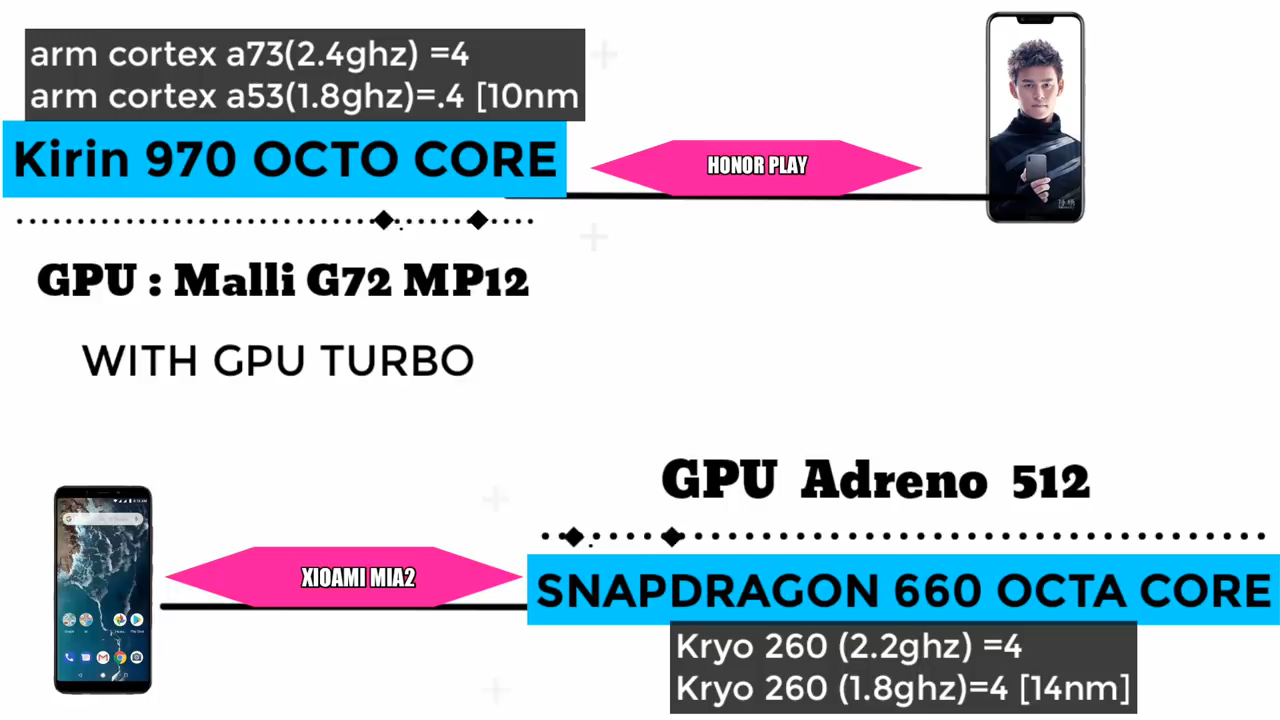 arm cortex a73(2.4ghz) =4
arm cortex a53(1.8ghz)=.4 [10nm
Kirin 970 OCTO CORE
HONOR PLAY
GPU : Malli G72 MP12
WITH GPU TURBO
GPU Adreno 512
XIOAMI MIA2
SNAPDRAGON 660 OCTA CORE
Kryo 260 (2.2ghz) =4
Kryo 260 (1.8ghz)=4 [14nm]